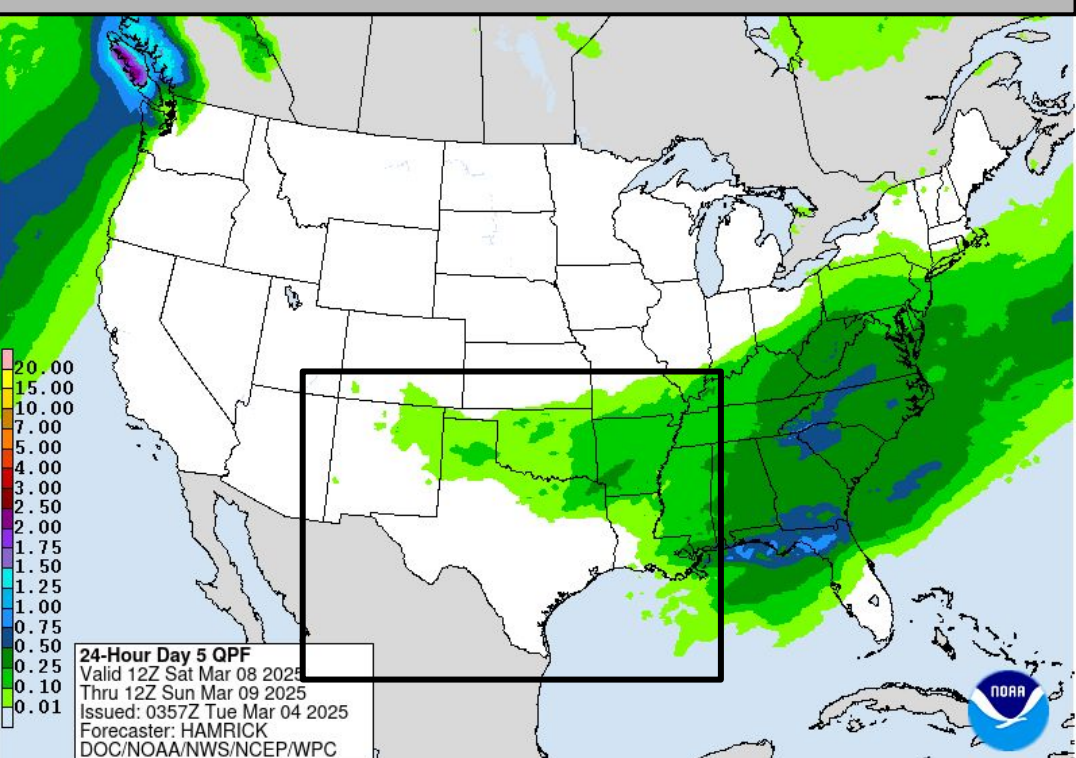 20.00
15.00
10.00
7.00
5.00
4.00
3.00
2.50
2.00
1.75
1.50
1.25
1.00
0.75
0.50
0.25
0.10
0.01
24-Hour Day 5 QPF
Valid 12Z Sat Mar 08 2025
Thru 12Z Sun Mar 09 2025
Issued: 0357Z Tue Mar 04 2025
Forecaster: HAMRICK
DOC/NOAA/NWS/NCEP/WPC
NOAA